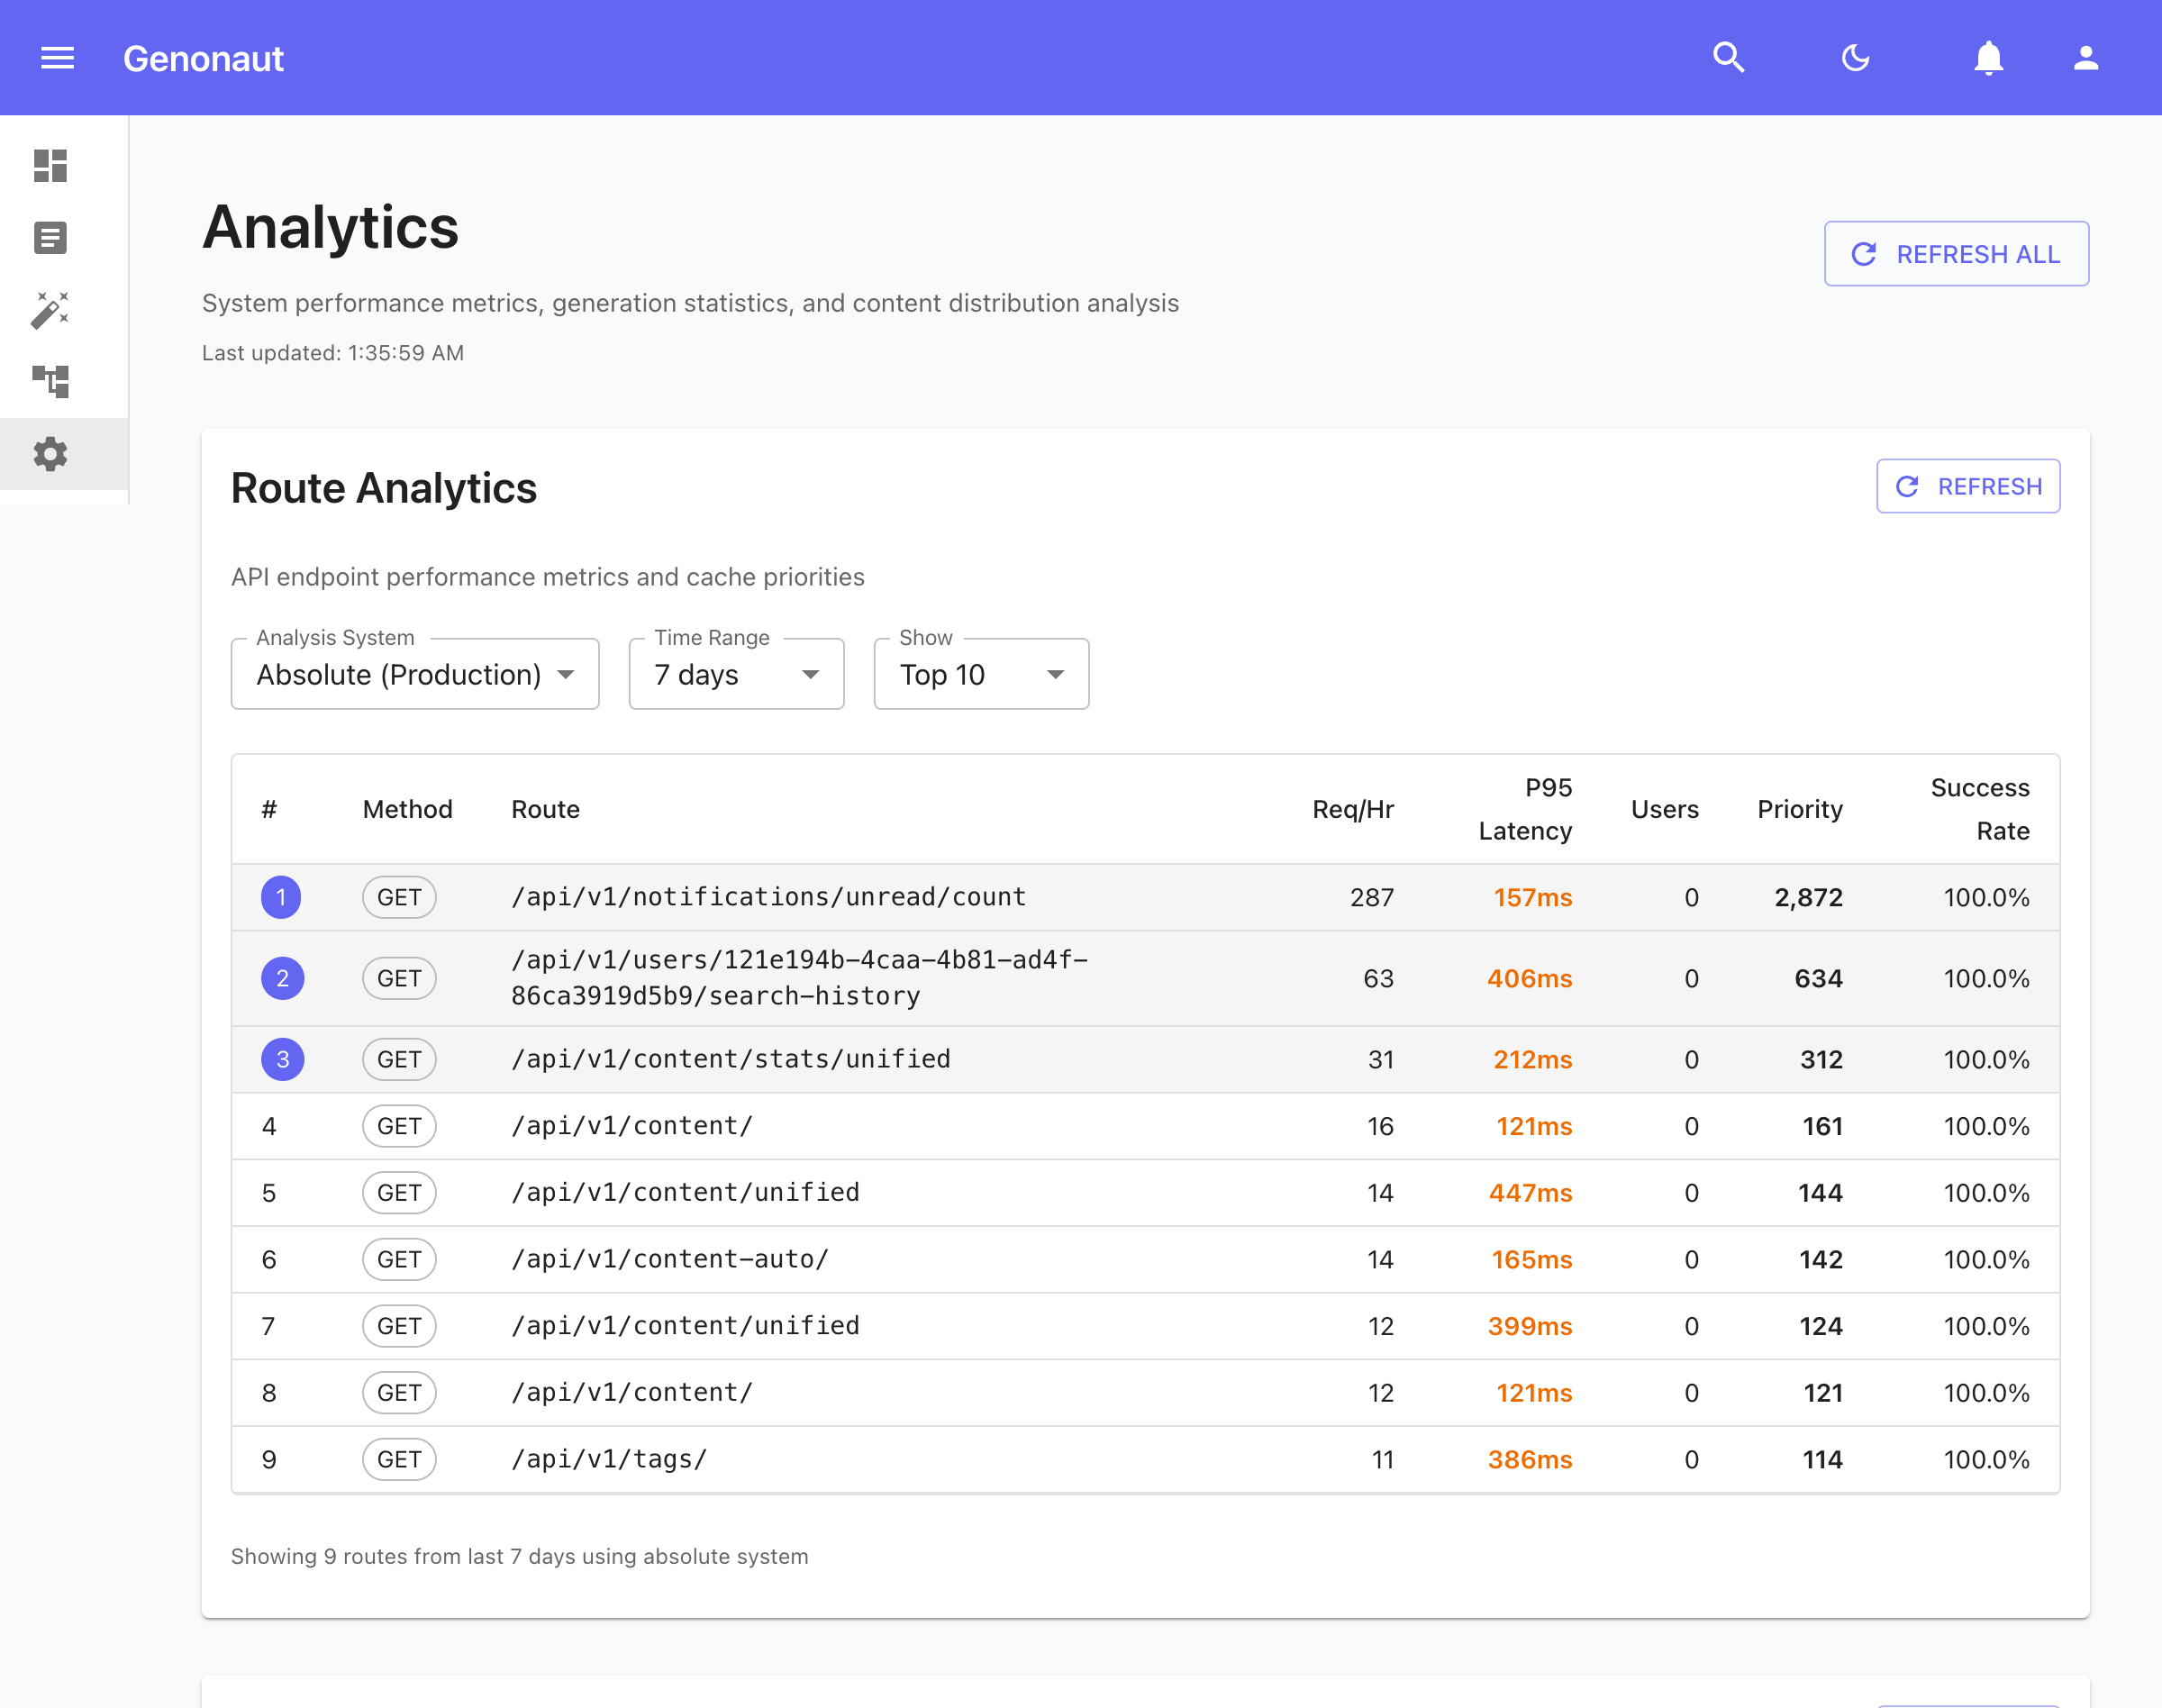 Genonaut
Analytics
REFRESH ALL
System performance metrics, generation statistics, and content distribution analysis
Last updated: 1:35:59 AM
Route Analytics
REFRESH
API endpoint performance metrics and cache priorities
Analysis System Time Range Show
Absolute (Production) 7 days Top 10
# Method Route Req/Hr P95 Latency Users Priority Success Rate
1 GET /api/v1/notifications/unread/count 287 157ms 0 2,872 100.0%
2 GET /api/v1/users/121e194b-4caa-4b81-ad4f-
86ca3919d5b9/search-history 63 406ms 0 634 100.0%
3 GET /api/v1/content/stats/unified 31 212ms 0 312 100.0%
4 GET /api/v1/content/ 16 121ms 0 161 100.0%
5 GET /api/v1/content/unified 14 447ms 0 144 100.0%
6 GET /api/v1/content-auto/ 14 165ms 0 142 100.0%
7 GET /api/v1/content/unified 12 399ms 0 124 100.0%
8 GET /api/v1/content/ 12 121ms 0 121 100.0%
9 GET /api/v1/tags/ 11 386ms 0 114 100.0%
Showing 9 routes from last 7 days using absolute system